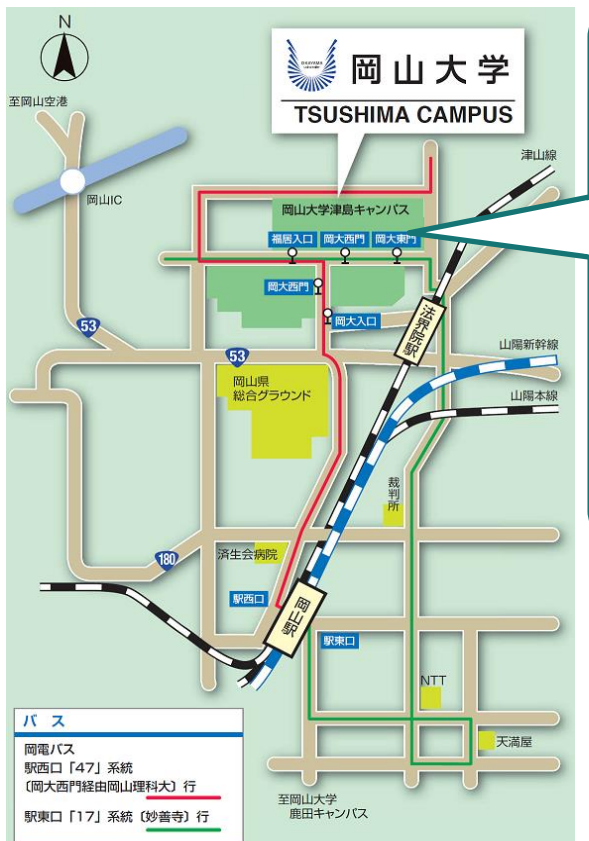 N
岡山大学
TSUSHIMA CAMPUS
至岡山空港
津山線
岡山IC
岡山大学津島キャンパス
福居入口
岡大西門
岡大東門
岡大西門
岡大入口
法界院駅
53
53
山陽新幹線
山陽本線
岡山県
総合グラウンド
裁判所
180
済生会病院
駅西口
岡山駅
駅東口
NTT
天満屋
至岡山大学
鹿田キャンパス
バス
岡電バス
駅西口「47」系統
〔岡大西門経由岡山理科大〕行
駅東口「17」系統〔妙善寺〕行